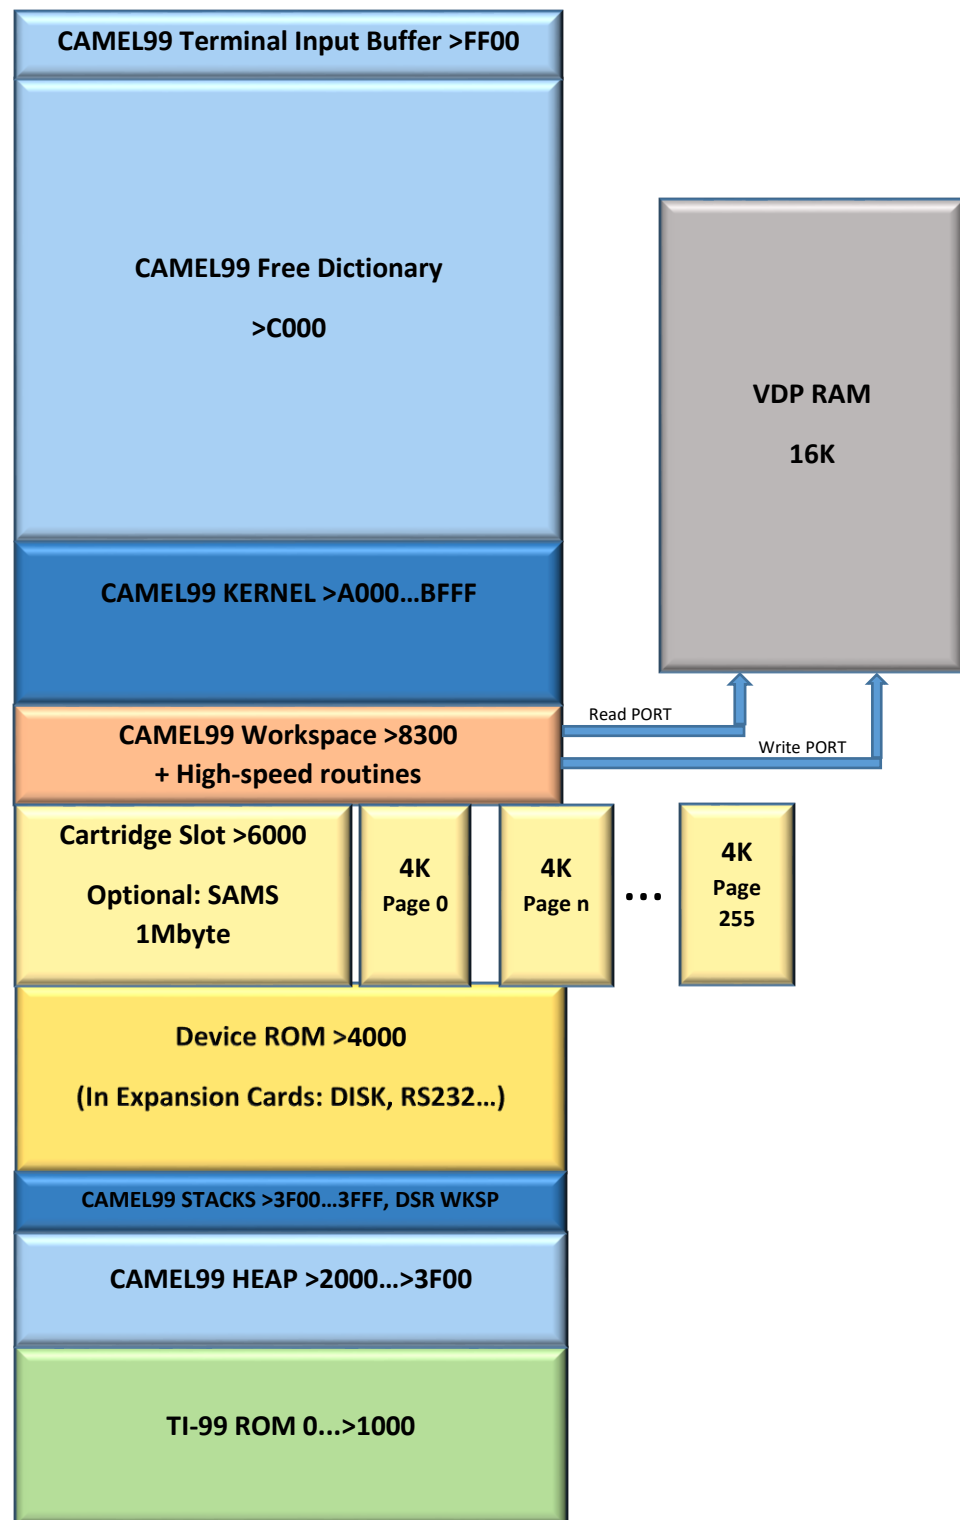 CAMEL99 Terminal Input Buffer >FF00
CAMEL99 Free Dictionary
>C000
VDP RAM
16K
CAMEL99 KERNEL >A000...BFFF
CAMEL99 Workspace >8300
+ High-speed routines
Read PORT
Write PORT
Cartridge Slot >6000
Optional: SAMS
1Mbyte
4K
Page 0
4K
Page n
...
4K
Page
255
Device ROM >4000
(In Expansion Cards: DISK, RS232...)
CAMEL99 STACKS >3F00...3FFF, DSR WKSP
CAMEL99 HEAP >2000...>3F00
TI-99 ROM 0...>1000